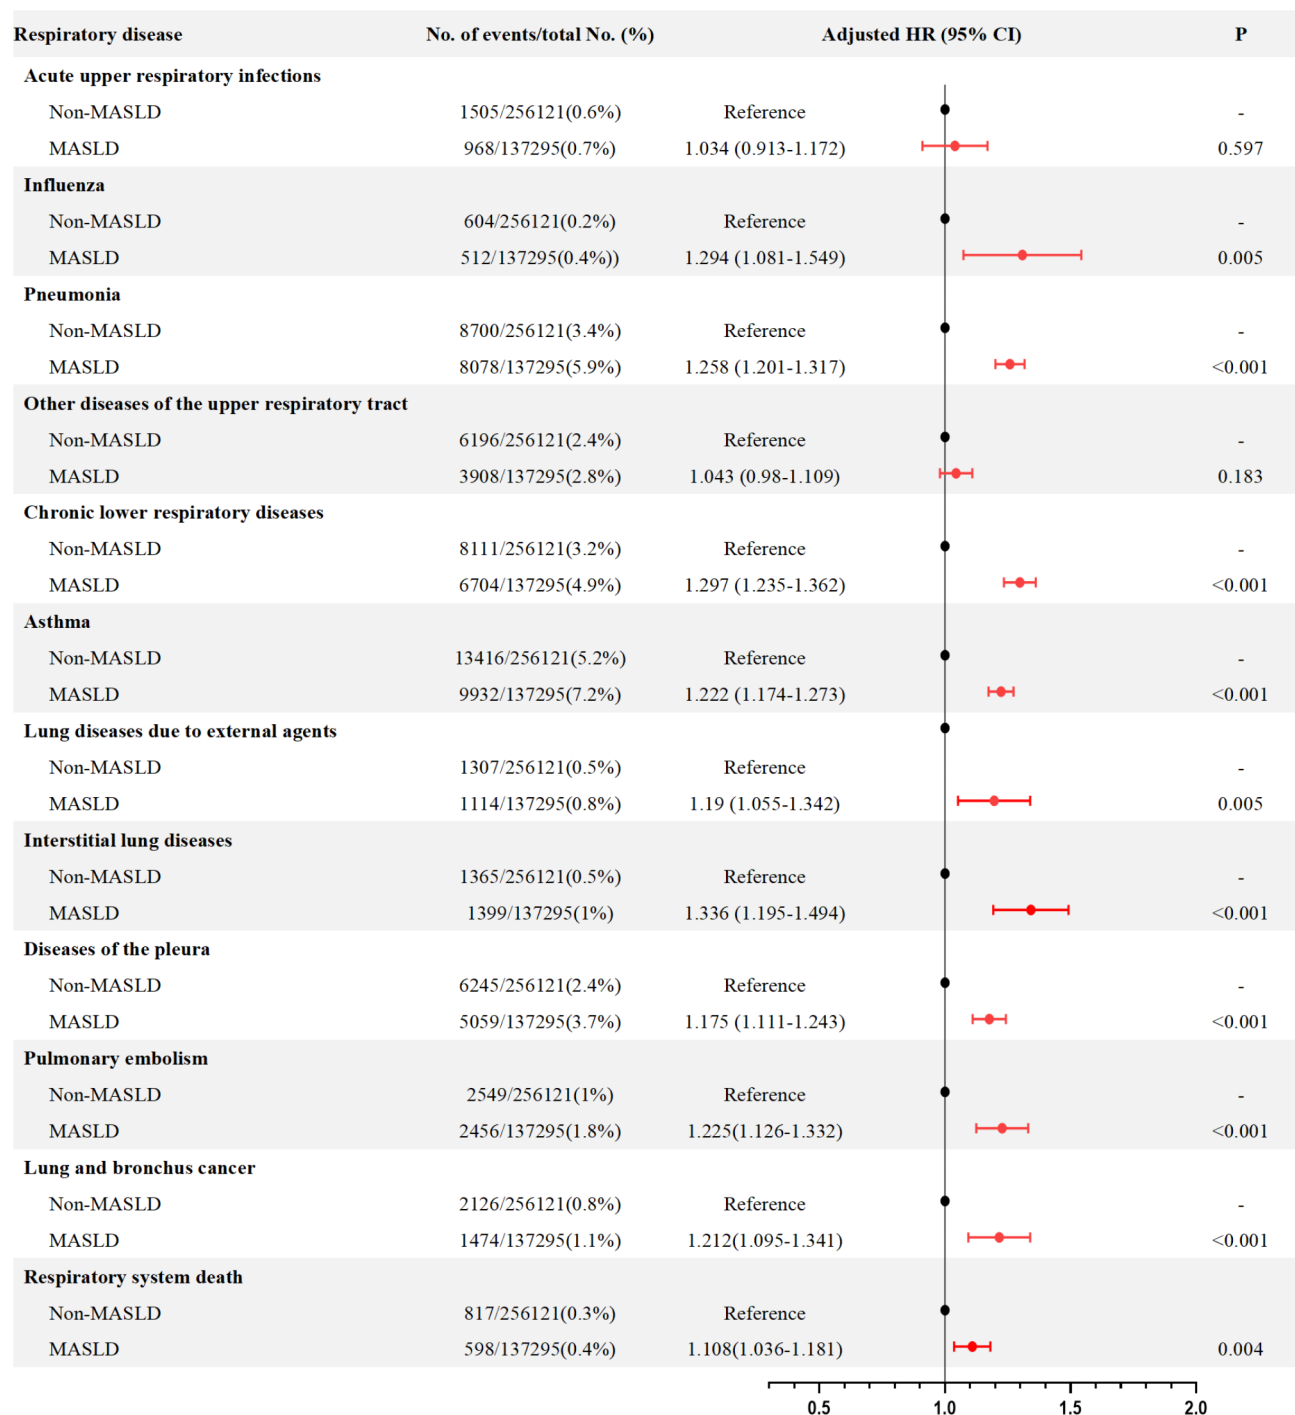 Respiratory disease No. of events/total No. (%) Adjusted HR (95% CI) P
Acute upper respiratory infections
Non-MASLD 1505/256121(0.6%) Reference -
MASLD 968/137295(0.7%) 1.034 (0.913-1.172) 0.597
Influenza
Non-MASLD 604/256121(0.2%) Reference -
MASLD 512/137295(0.4%)) 1.294 (1.081-1.549) 0.005
Pneumonia
Non-MASLD 8700/256121(3.4%) Reference -
MASLD 8078/137295(5.9%) 1.258 (1.201-1.317) <0.001
Other diseases of the upper respiratory tract
Non-MASLD 6196/256121(2.4%) Reference -
MASLD 3908/137295(2.8%) 1.043 (0.98-1.109) 0.183
Chronic lower respiratory diseases
Non-MASLD 8111/256121(3.2%) Reference -
MASLD 6704/137295(4.9%) 1.297 (1.235-1.362) <0.001
Asthma
Non-MASLD 13416/256121(5.2%) Reference -
MASLD 9932/137295(7.2%) 1.222 (1.174-1.273) <0.001
Lung diseases due to external agents
Non-MASLD 1307/256121(0.5%) Reference -
MASLD 1114/137295(0.8%) 1.19 (1.055-1.342) 0.005
Interstitial lung diseases
Non-MASLD 1365/256121(0.5%) Reference -
MASLD 1399/137295(1%) 1.336 (1.195-1.494) <0.001
Diseases of the pleura
Non-MASLD 6245/256121(2.4%) Reference -
MASLD 5059/137295(3.7%) 1.175 (1.111-1.243) <0.001
Pulmonary embolism
Non-MASLD 2549/256121(1%) Reference -
MASLD 2456/137295(1.8%) 1.225(1.126-1.332) <0.001
Lung and bronchus cancer
Non-MASLD 2126/256121(0.8%) Reference -
MASLD 1474/137295(1.1%) 1.212(1.095-1.341) <0.001
Respiratory system death
Non-MASLD 817/256121(0.3%) Reference
MASLD 598/137295(0.4%) 1.108(1.036-1.181) 0.004
0.5 1.0 1.5 2.0